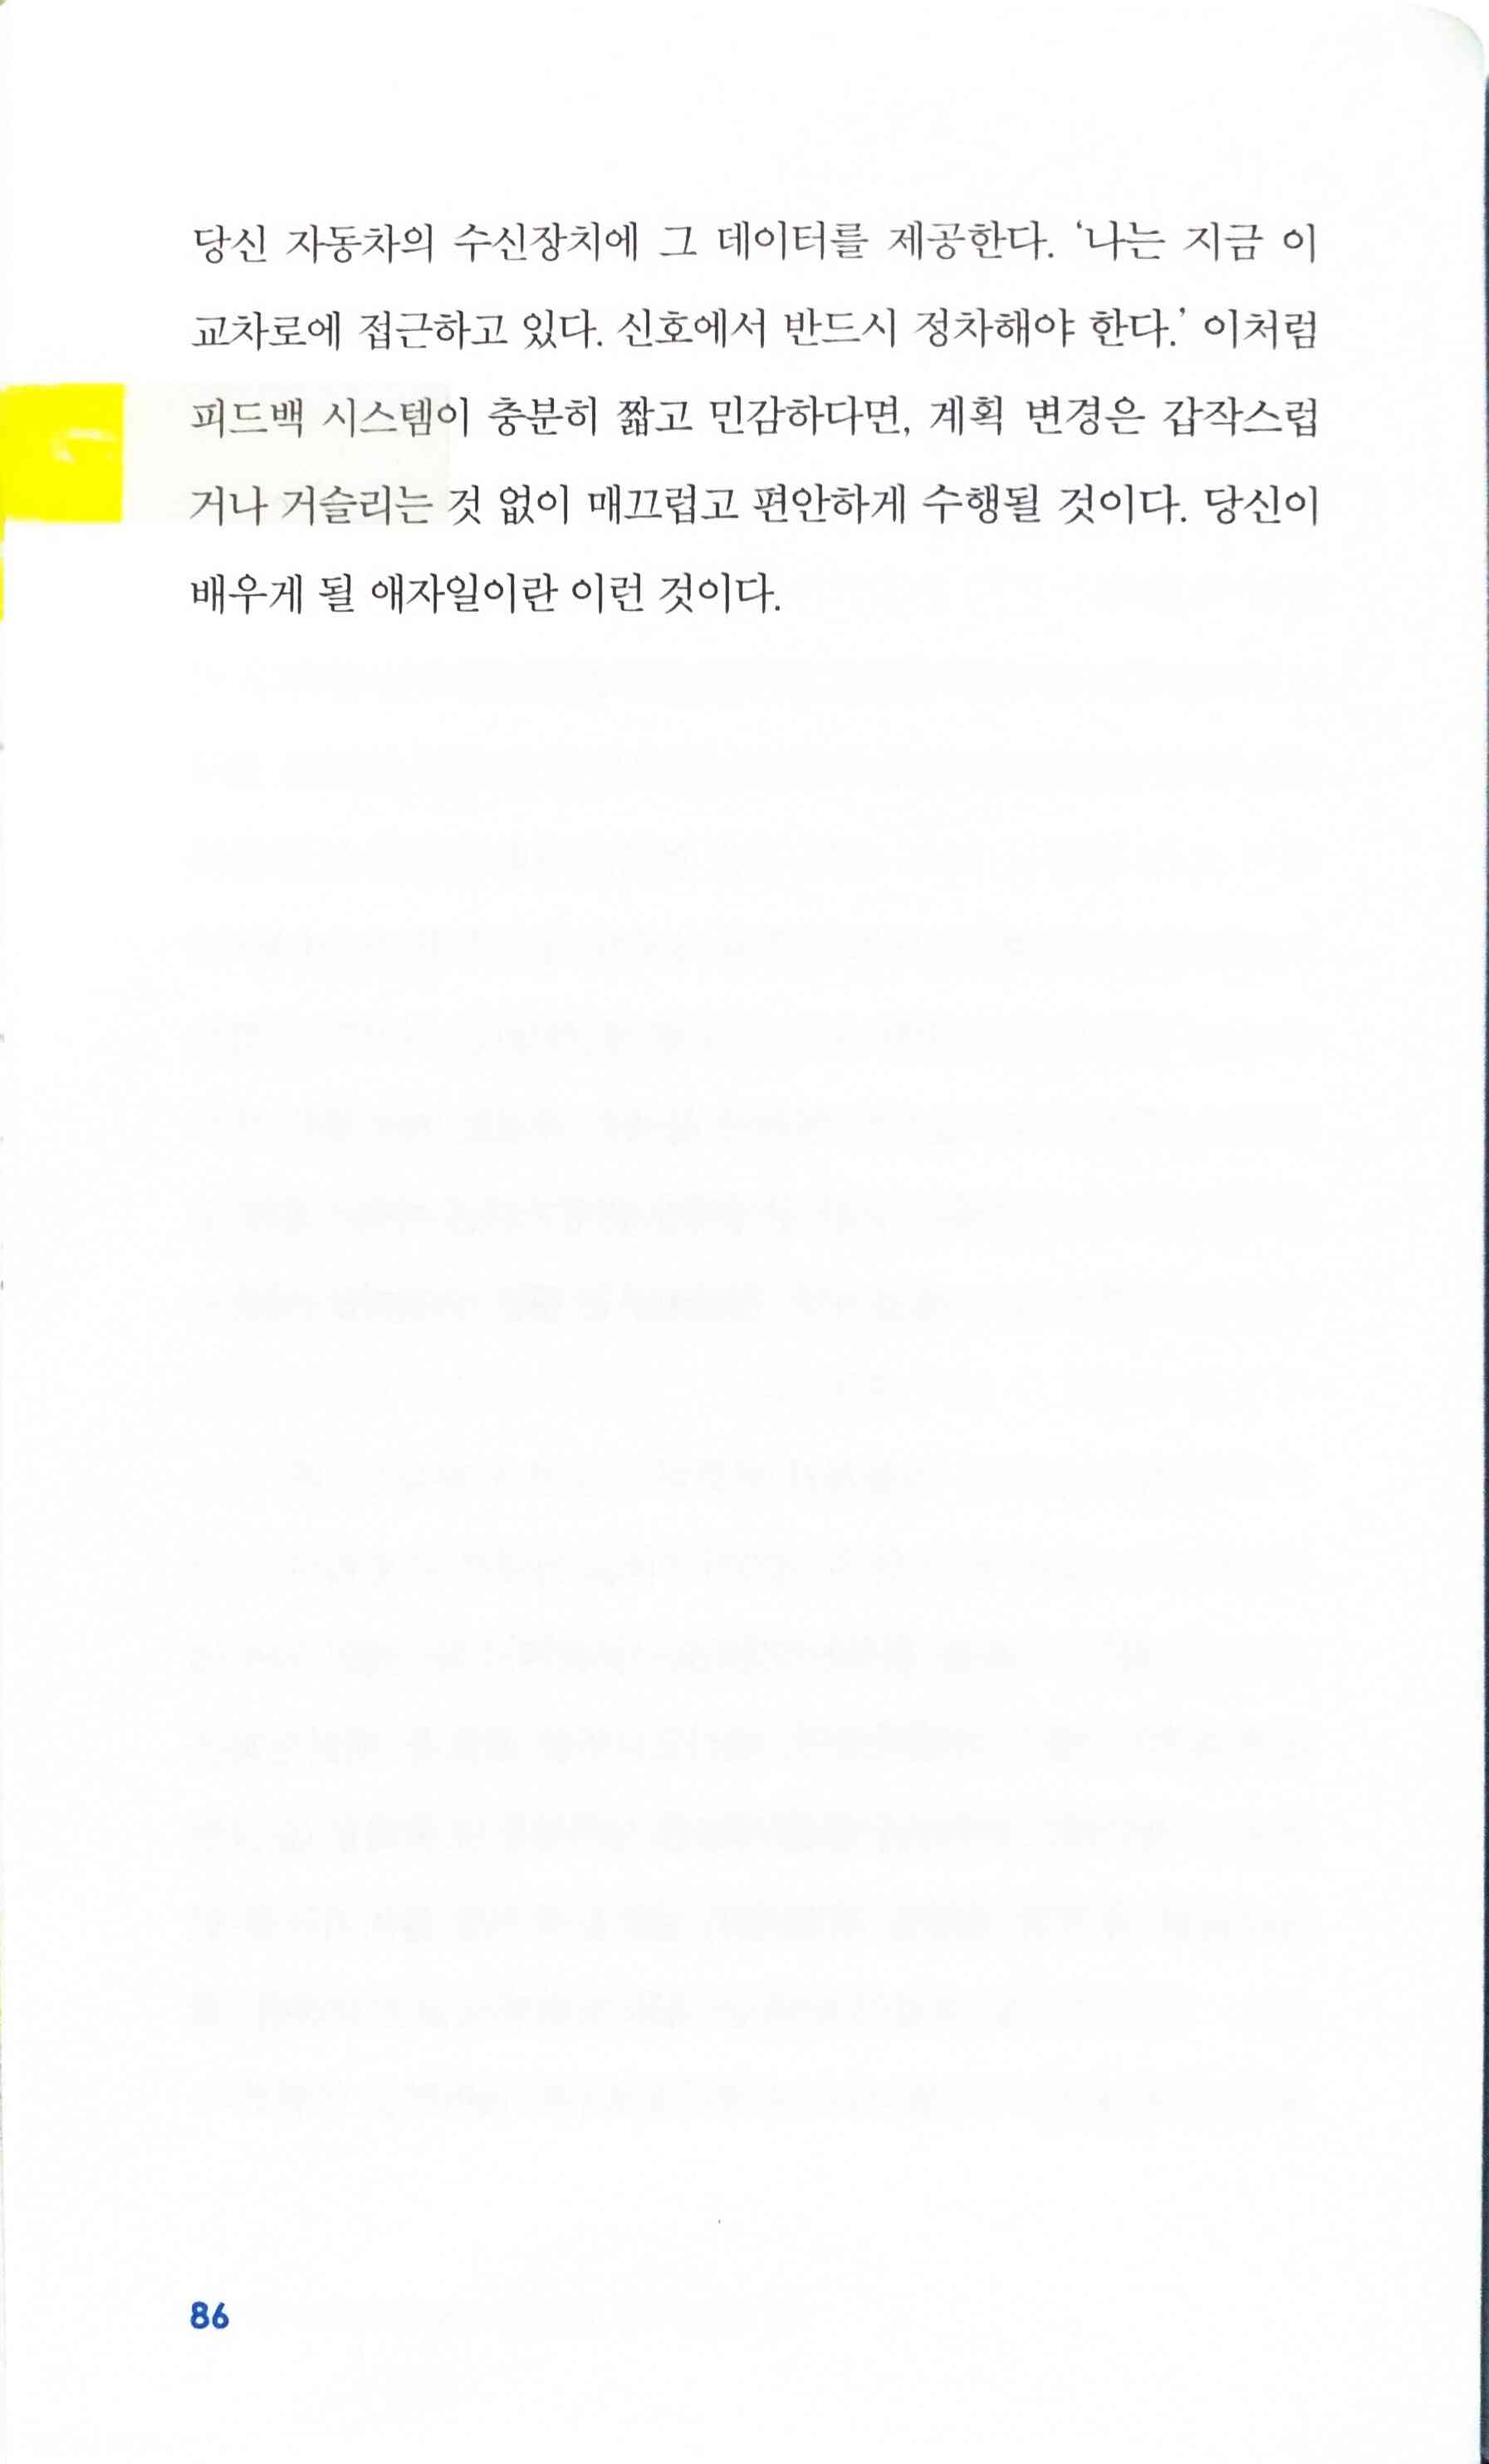 당신 자동차의 수신장치에 그 데이터를 제공한다. ‘나는 지금 이
교차로에 접근하고 있다. 신호에서 반드시 정차해야 한다.’ 이처럼
피드백 시스템이 충분히 짧고 민감하다면, 계획 변경은 갑작스럽
거나 거슬리는 것 없이 매끄럽고 편안하게 수행될 것이다. 당신이
배우게 될 애자일이란 이런 것이다.
86